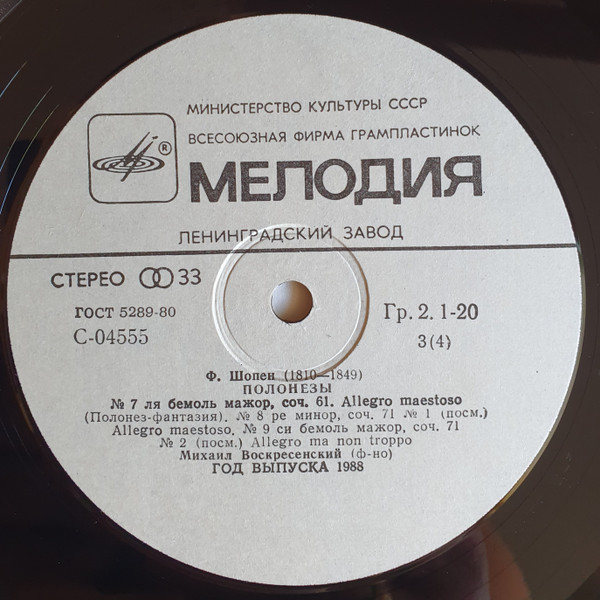 МИНИСТЕРСТВО КУЛЬТУРЫ СССР
ВСЕСОЮЗНАЯ ФИРМА ГРАМПЛАСТИНОК
®
МЕЛОДИЯ
ЛЕНИНГРАДСКИЙ ЗАВОД
СТЕРЕО 33
ГОСТ 5289-80
С-04555
Гр. 2. 1-20
3(4)
Ф. Шопен (1810—1849)
ПОЛОНЕЗЫ
№ 7 ля бемоль мажор, соч. 61. Allegro maestoso
(Полонез-фантазия). № 8 ре минор, соч. 71 № 1 (посм.)
Allegro maestoso. № 9 си бемоль мажор, соч. 71
№ 2 (посм.) Allegro ma non troppo
Михаил Воскресенский (ф-но)
ГОД ВЫПУСКА 1988